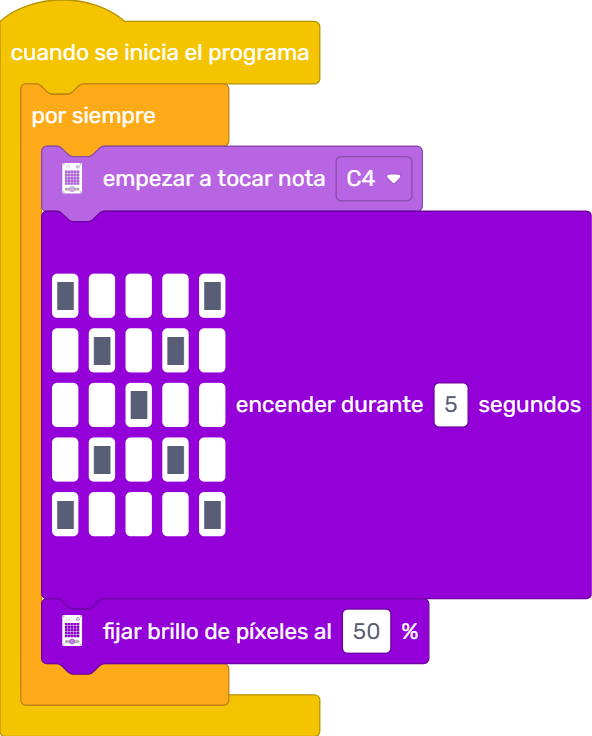 cuando se inicia el programa
por siempre
empezar a tocar nota C4
encender durante 5 segundos
fijar brillo de píxeles al 50 %